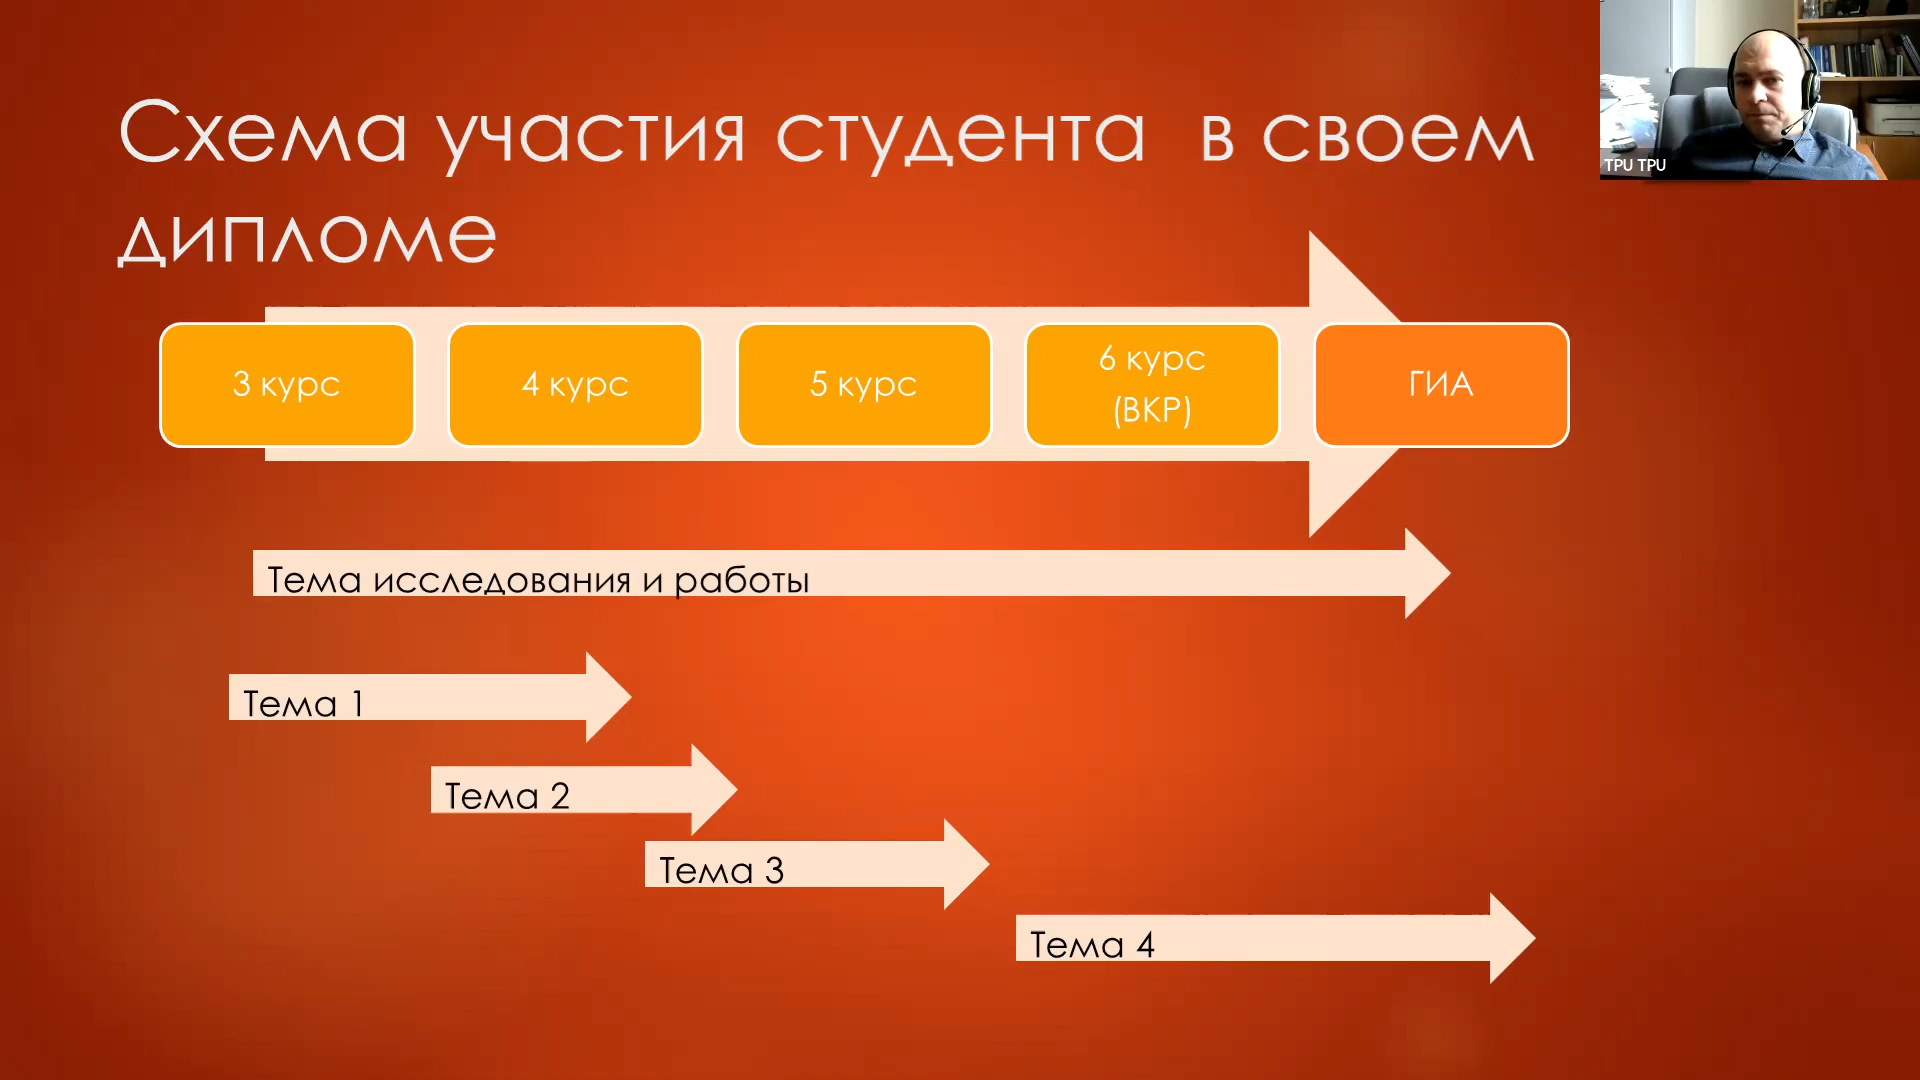 Схема участия студента  в своем
дипломе
TPU TPU
3 курс
4 курс
5 курс
6 курс
(ВКР)
ГИА
Тема исследования и работы
Тема 1
Тема 2
Тема 3
Тема 4